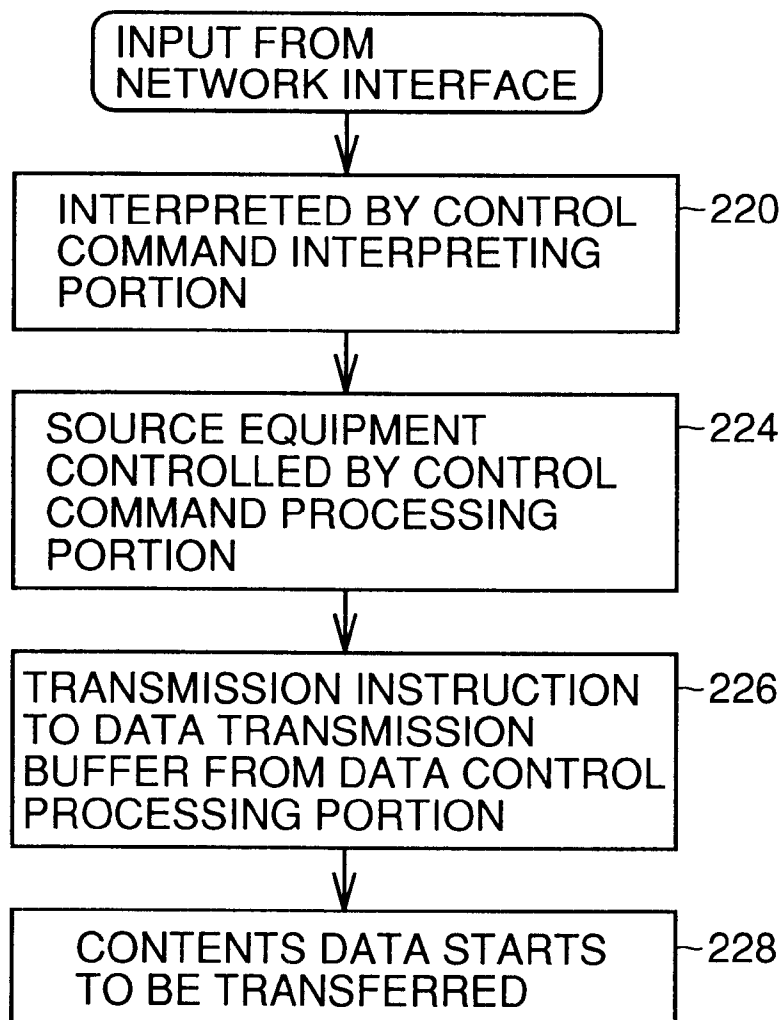 INPUT FROM
NETWORK INTERFACE
INTERPRETED BY CONTROL
COMMAND INTERPRETING
PORTION
220
SOURCE EQUIPMENT
CONTROLLED BY CONTROL
COMMAND PROCESSING
PORTION
224
TRANSMISSION INSTRUCTION
TO DATA TRANSMISSION
BUFFER FROM DATA CONTROL
PROCESSING PORTION
226
CONTENTS DATA STARTS
TO BE TRANSFERRED
228